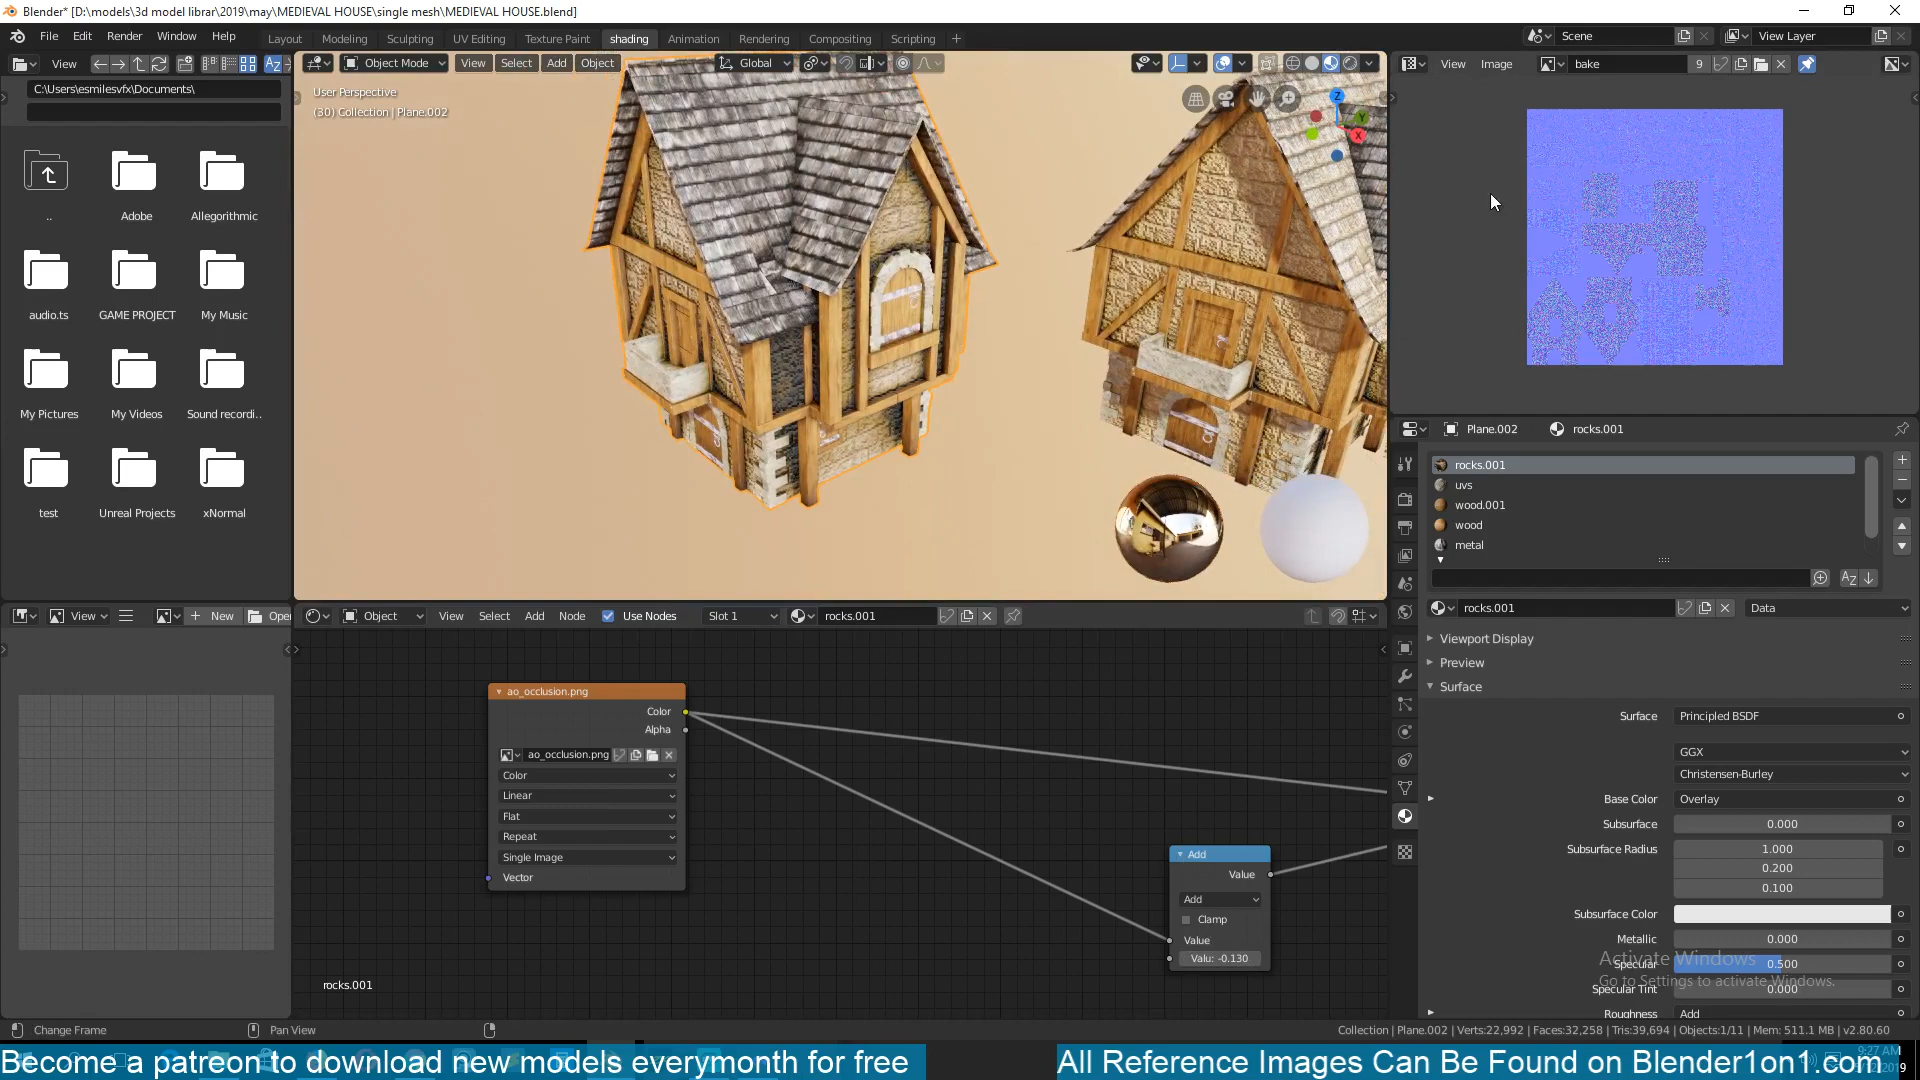 Blender* [D:\models\3d model librar\2019\may\MEDIEVAL HOUSE\single mesh\MEDIEVAL HOUSE.blend]
File Edit Render Window Help Layout Modeling Sculpting UV Editing Texture Paint shading Animation Rendering Compositing Scripting Scene View Layer
View Az Object Mode View Select Add Object Global View Image bake 9
C:\Users\esmilesvfx\Documents\
User Perspective
(30) Collection | Plane.002
Z
Y
X
.. Adobe Allegorithmic
audio.ts GAME PROJECT My Music
My Pictures My Videos Sound recordi..
test Unreal Projects xNormal
Plane.002 rocks.001
rocks.001
uvs
wood.001
wood
metal
Az
rocks.001 Data
View New Open Object View Select Add Node Use Nodes Slot 1 rocks.001
Viewport Display
Preview
Surface
Surface Principled BSDF
GGX
Christensen-Burley
Base Color Overlay
Subsurface 0.000
Subsurface Radius 1.000
0.200
0.100
Subsurface Color
Metallic 0.000
Specular 0.500
Specular Tint 0.000
Roughness Add
ao_occlusion.png
Color
Alpha
ao_occlusion.png
Color
Linear
Flat
Repeat
Single Image
Vector
Add
Value
Add
Clamp
Value
Valu: -0.130
rocks.001
Activate Windows
Go to Settings to activate Windows.
Change Frame Pan View Collection | Plane.002 | Verts:22,992 | Faces:32,258 | Tris:39,694 | Objects:1/11 | Mem: 511.1 MB | v2.80.60
Become a patreon to download new models everymonth for free All Reference Images Can Be Found on Blender1on1.com
9:27 AM